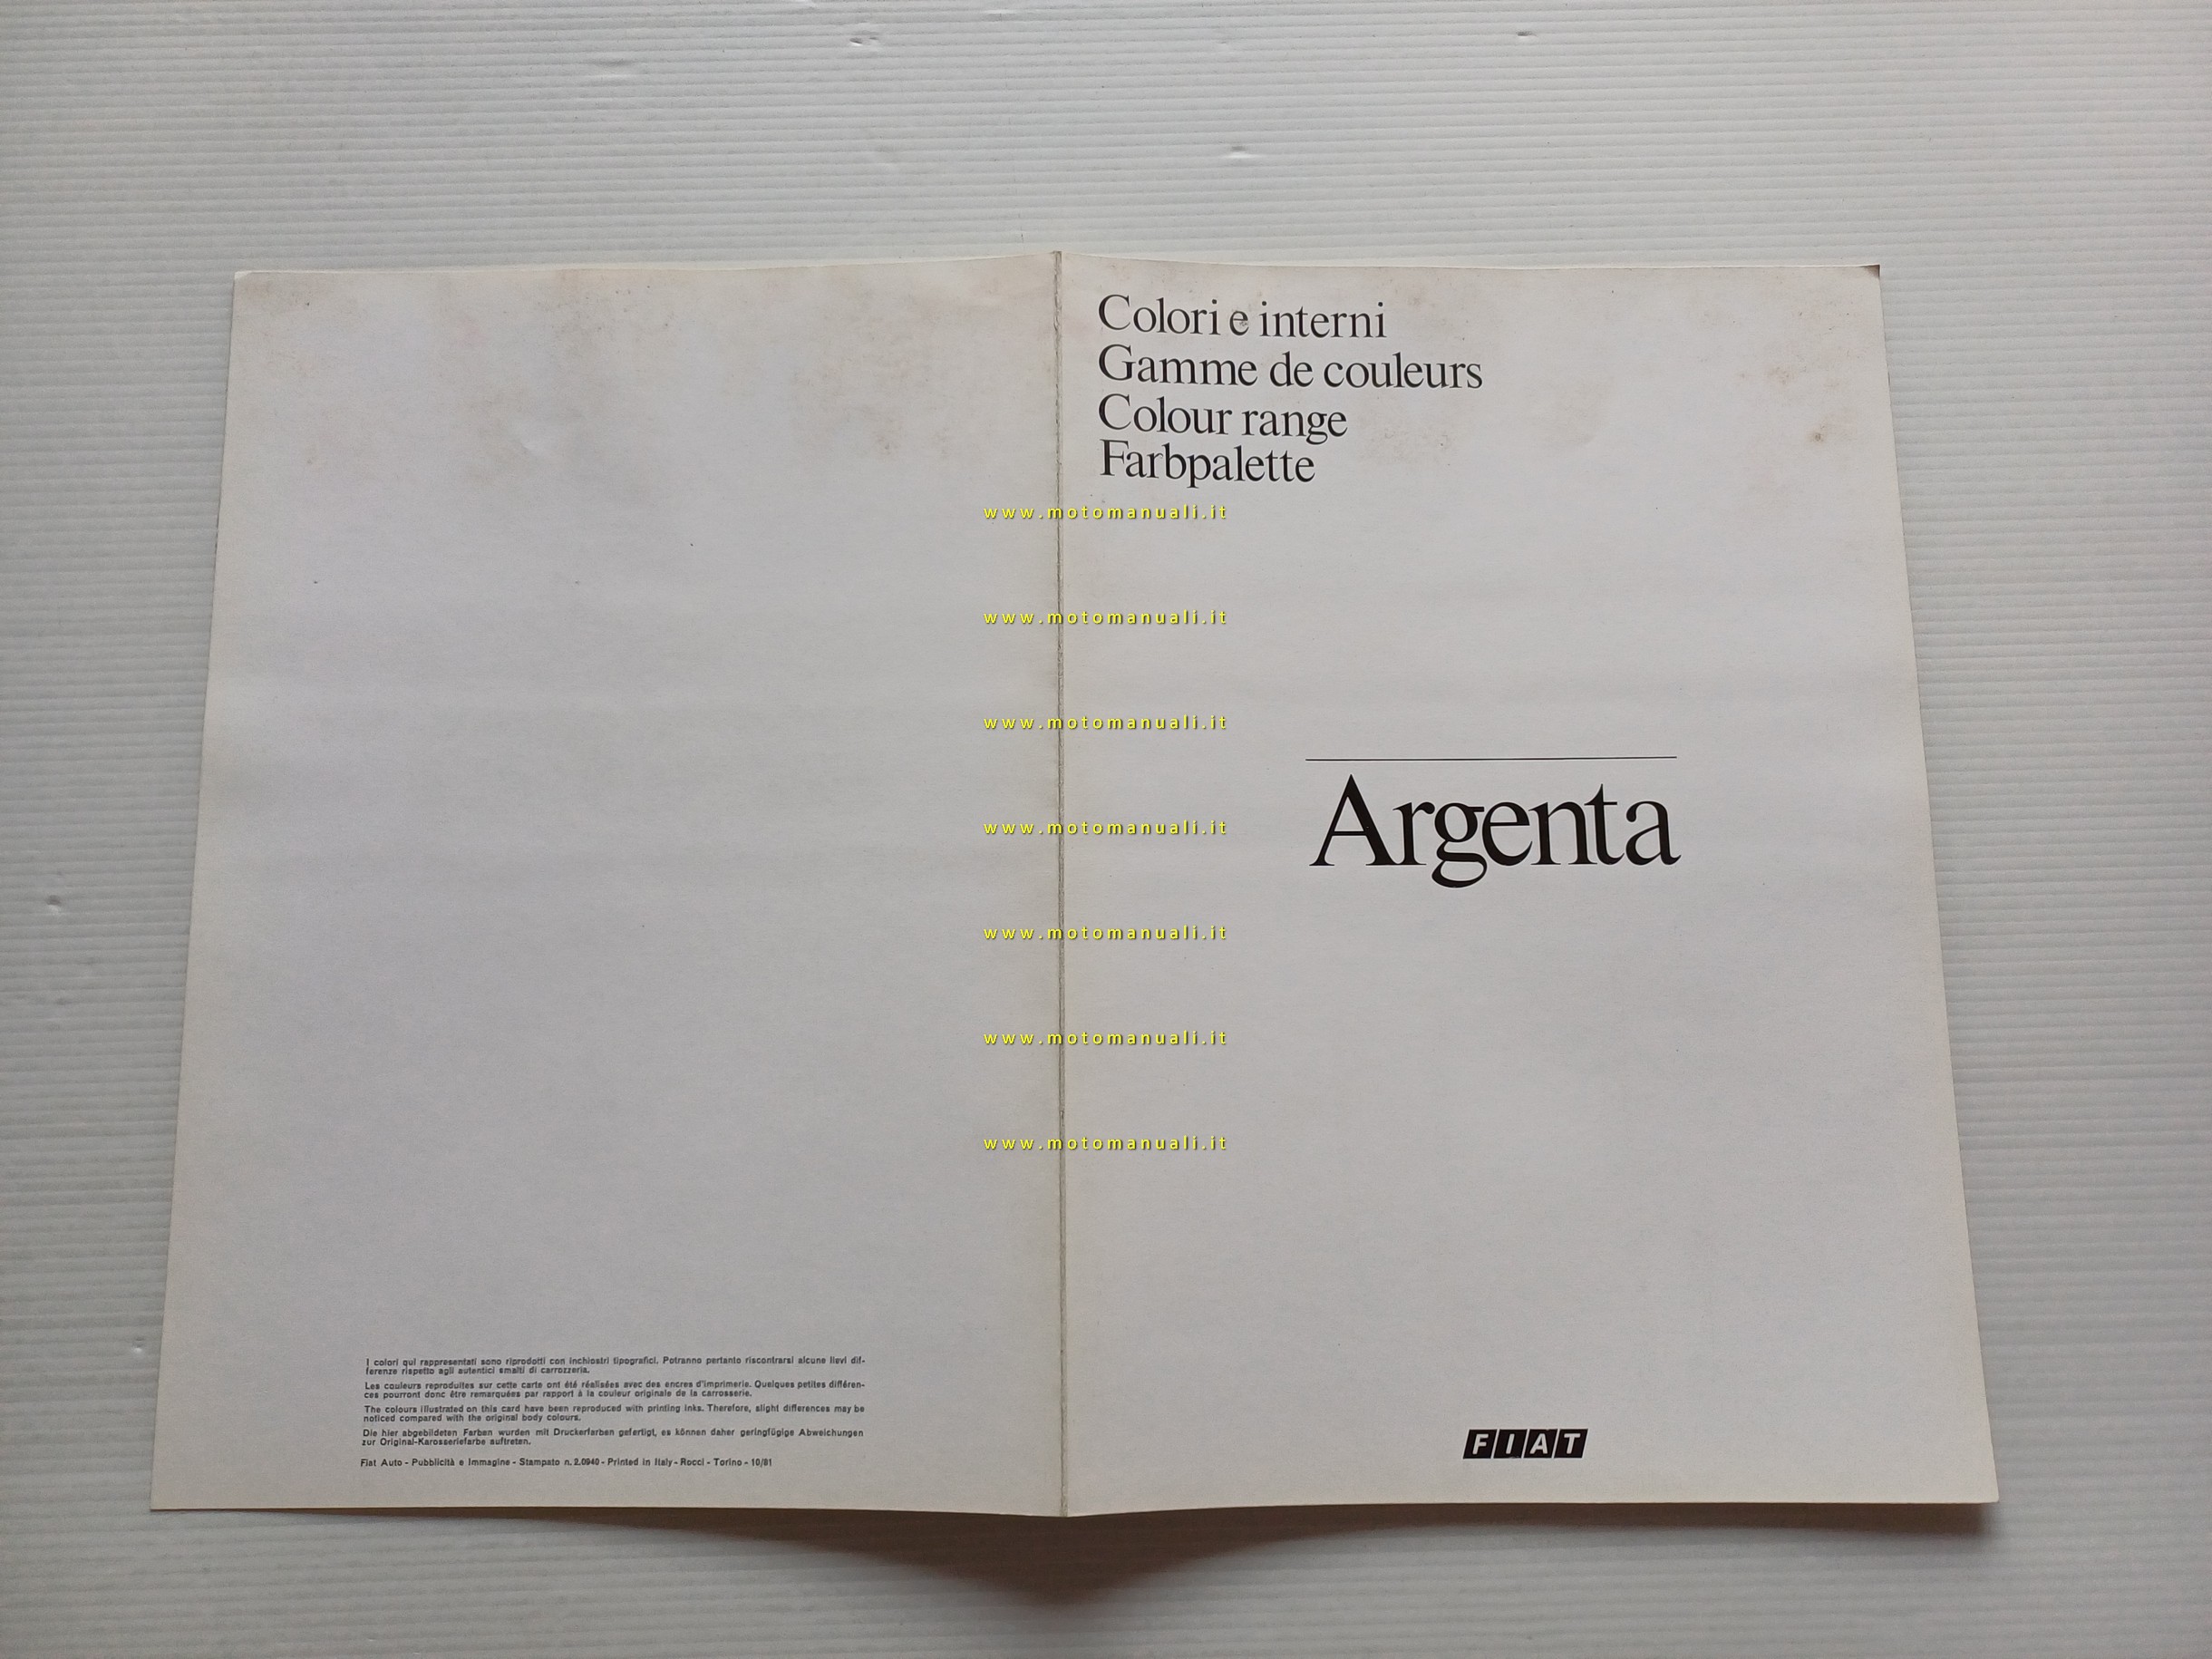 Colori e interni
Gamme de couleurs
Colour range
Farbpalette
www.motomanuali.it
www.motomanuali.it
www.motomanuali.it
Argenta
www.motomanuali.it
www.motomanuali.it
www.motomanuali.it
www.motomanuali.it
I colori qui rappresentati sono riprodotti con inchiostri tipografici. Potranno pertanto riscontrarsi alcune lievi dif-
ferenze rispetto agli autentici smalti di carrozzeria.
Les couleurs reproduites sur cette carte ont été réalisées avec des encres d'imprimerie. Quelques petites différen-
ces pourront donc être remarquées par rapport à la couleur originale de la carrosserie.
The colours illustrated on this card have been reproduced with printing inks. Therefore, slight differences may be
noticed compared with the original body colours.
Die hier abgebildeten Farben wurden mit Druckerfarben gefertigt, es können daher geringfügige Abweichungen
zur Original-Karosseriefarbe auftreten.
Fiat Auto - Pubblicità e Immagine - Stampato n. 2.0940 - Printed in Italy - Rocci - Torino - 10/81
FIAT